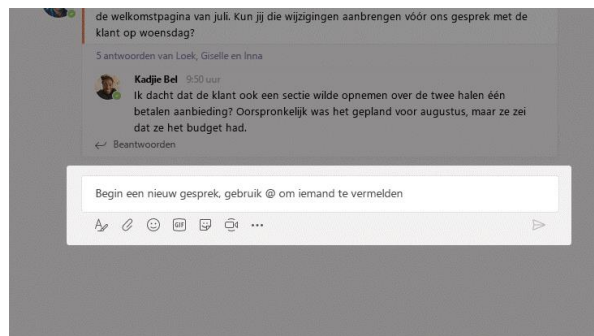 de welkomstpagina van juli. Kun jij die wijzigingen aanbrengen vóór ons gesprek met de
klant op woensdag?
5 antwoorden van Loek, Giselle en Inna
Kadjie Bel 9:50 uur
Ik dacht dat de klant ook een sectie wilde opnemen over de twee halen één
betalen aanbieding? Oorspronkelijk was het gepland voor augustus, maar ze zei
dat ze het budget had.
Beantwoorden
Begin een nieuw gesprek, gebruik @ om iemand te vermelden
GIF